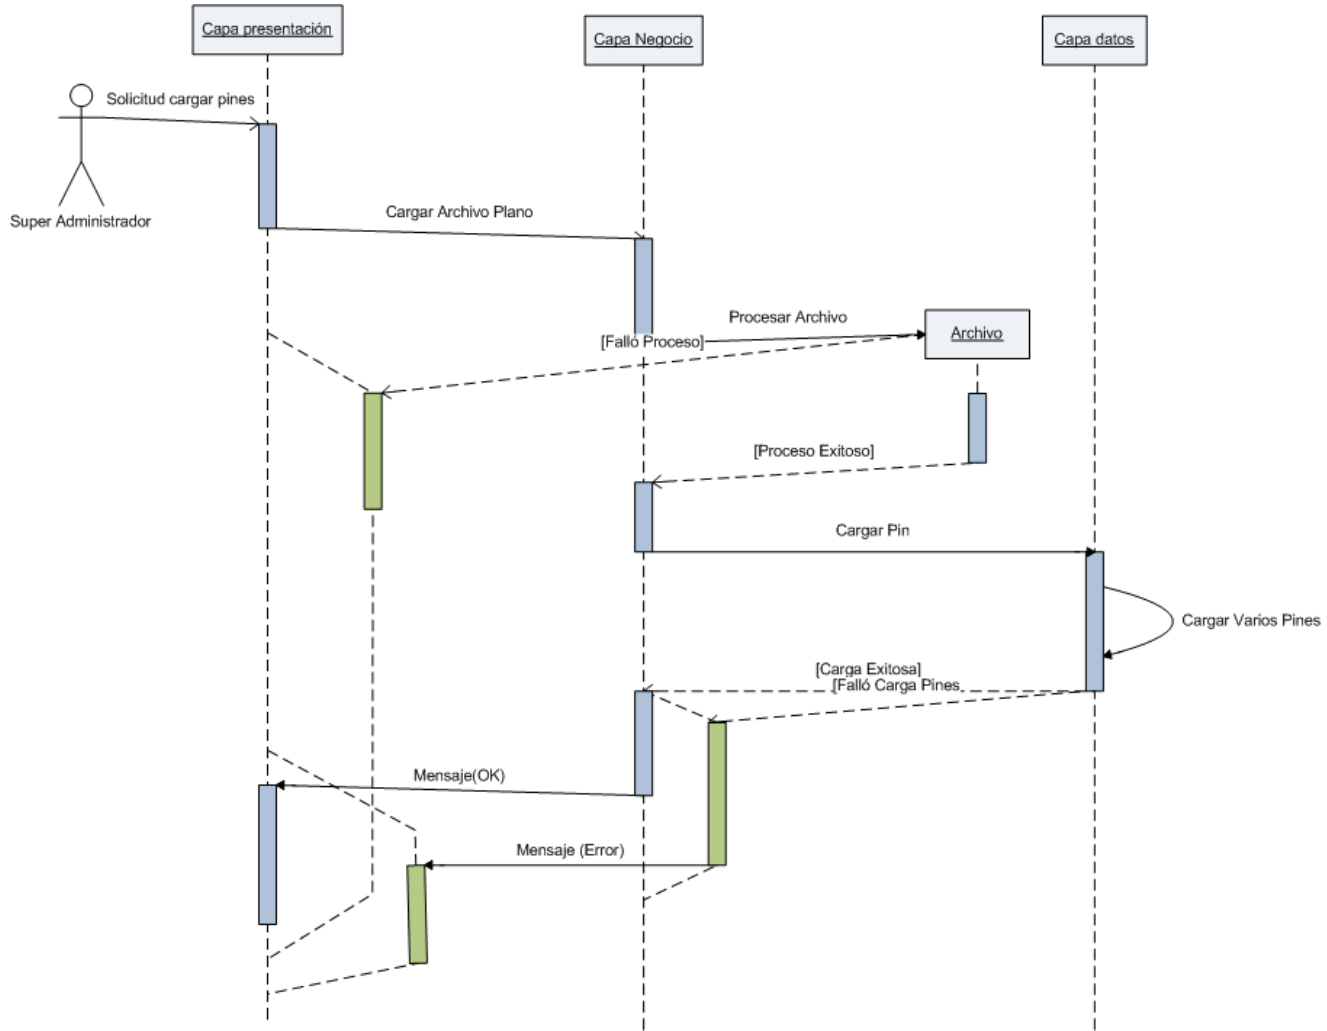 Capa presentación
Capa Negocio
Capa datos
Solicitud cargar pines
Super Administrador
Cargar Archivo Plano
Procesar Archivo
[Falló Proceso]
Archivo
[Proceso Exitoso]
Cargar Pin
Cargar Varios Pines
[Carga Exitosa]
[Falló Carga Pines
Mensaje(OK)
Mensaje (Error)